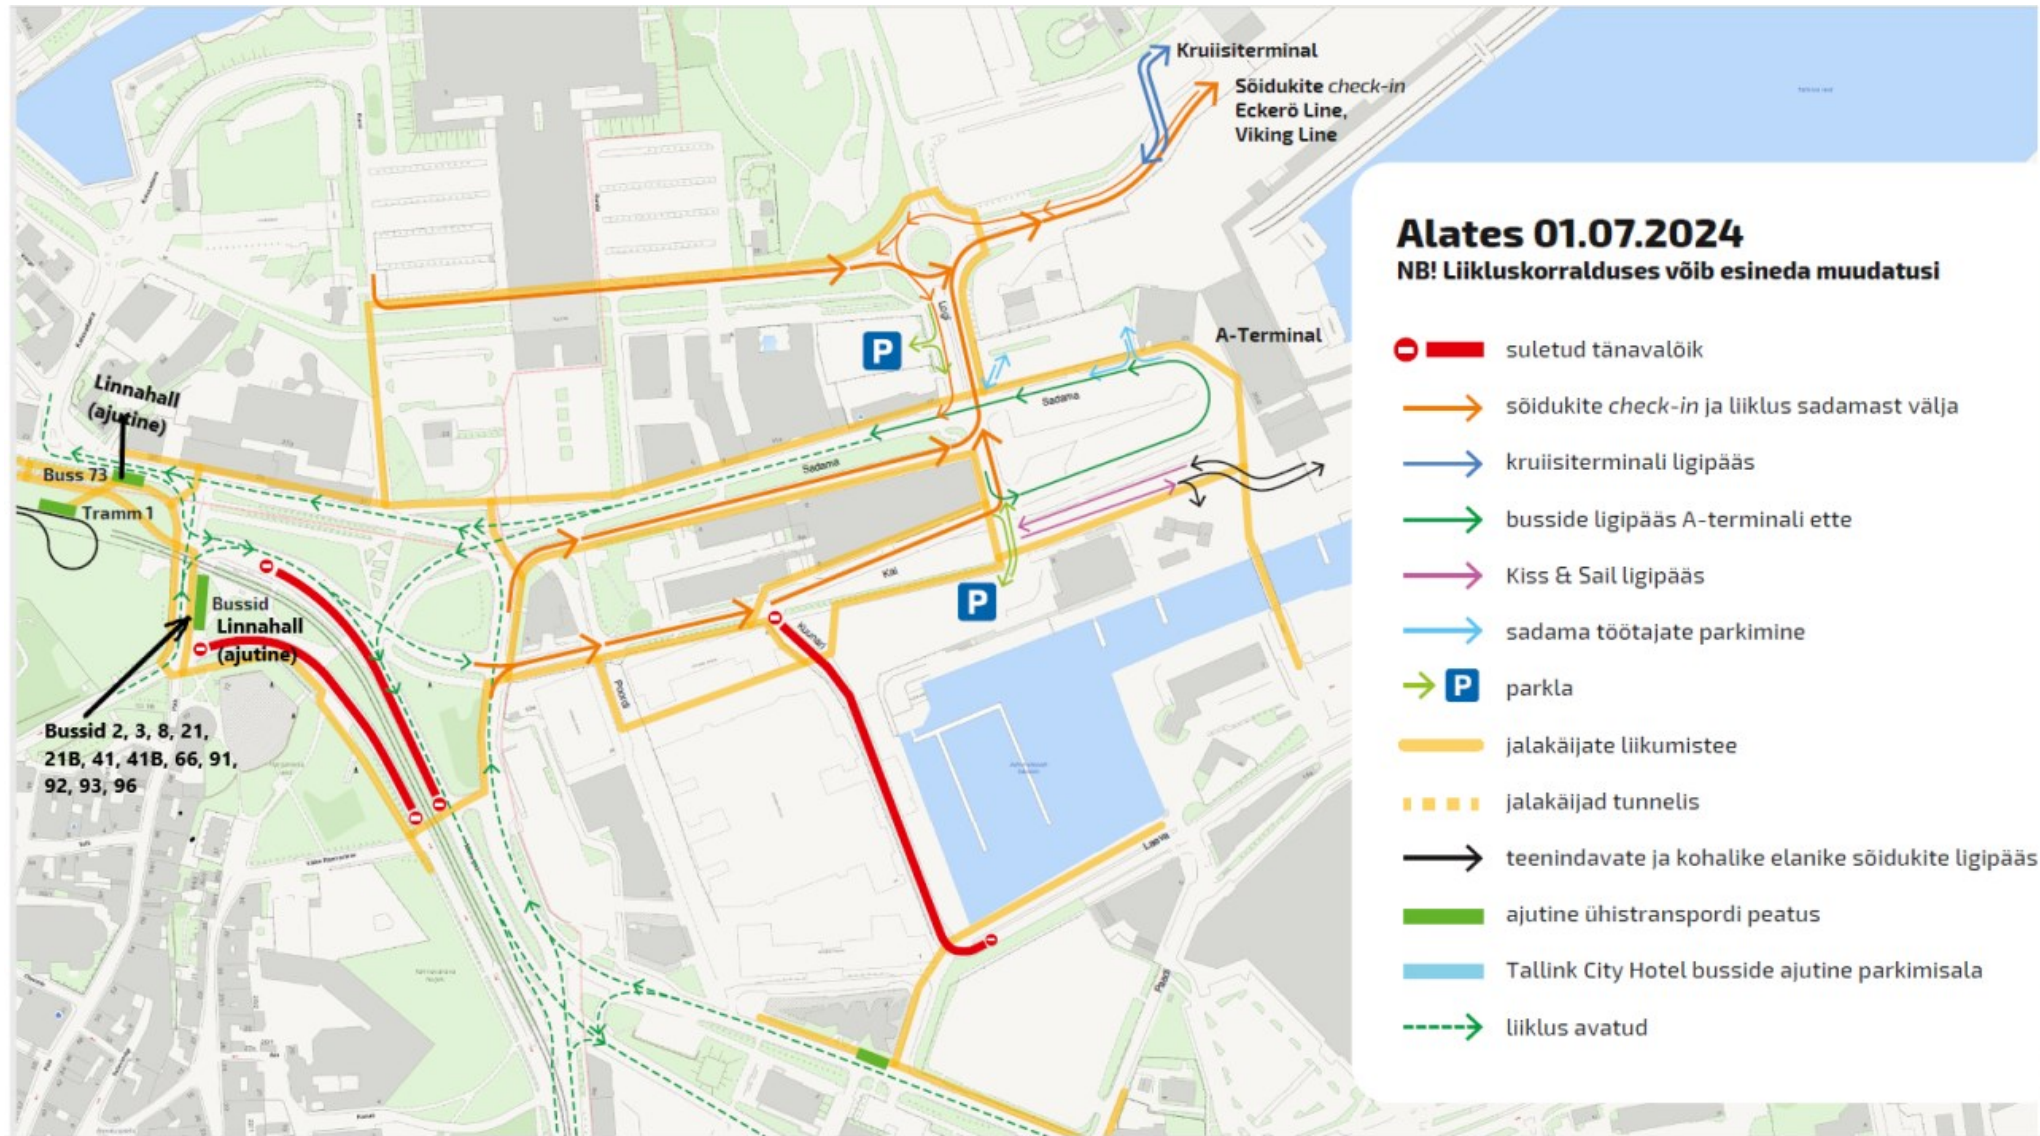 Kruiisiterminal
Sõidukite check-in
Eckerö Line,
Viking Line
A-Terminal
P
Logi
Sadama
Sadama
Linnahall
(ajutine)
Buss 73
Tramm 1
Bussid
Linnahall
(ajutine)
Kai
Kuunari
Poordi
P
Bussid 2, 3, 8, 21,
21B, 41, 41B, 66, 91,
92, 93, 96
Laeva
Paadi
Alates 01.07.2024
NB! Liikluskorralduses võib esineda muudatusi
suletud tänavalõik
sõidukite check-in ja liiklus sadamast välja
kruiisiterminali ligipääs
busside ligipääs A-terminali ette
Kiss & Sail ligipääs
sadama töötajate parkimine
P parkla
jalakäijate liikumistee
jalakäijad tunnelis
teenindavate ja kohalike elanike sõidukite ligipääs
ajutine ühistranspordi peatus
Tallink City Hotel busside ajutine parkimisala
liiklus avatud